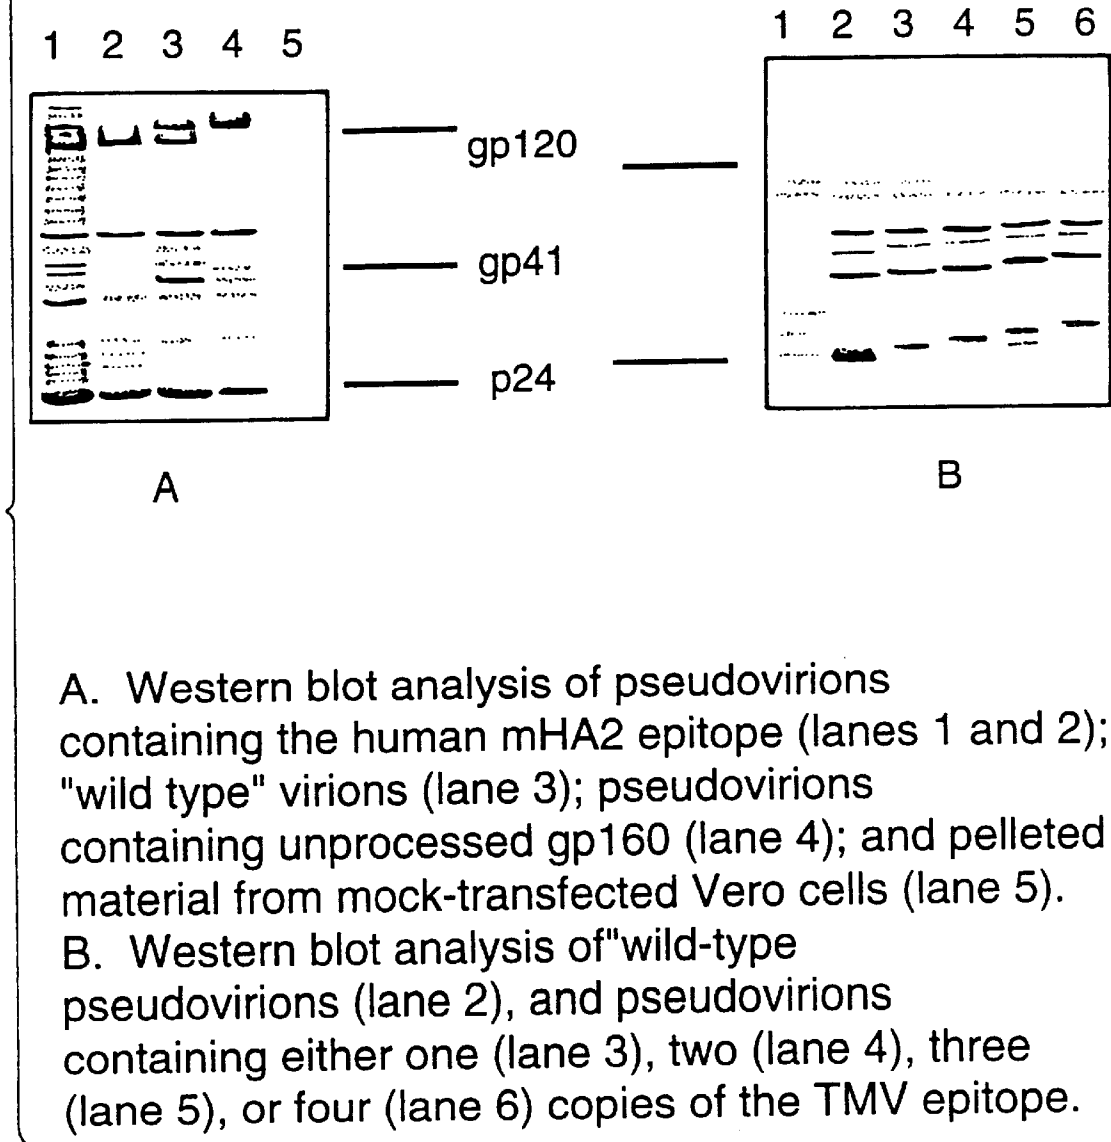 1 2 3 4 5
1 2 3 4 5 6
gp120
gp41
p24
A
B
A. Western blot analysis of pseudovirions
containing the human mHA2 epitope (lanes 1 and 2);
"wild type" virions (lane 3); pseudovirions
containing unprocessed gp160 (lane 4); and pelleted
material from mock-transfected Vero cells (lane 5).
B. Western blot analysis of"wild-type
pseudovirions (lane 2), and pseudovirions
containing either one (lane 3), two (lane 4), three
(lane 5), or four (lane 6) copies of the TMV epitope.